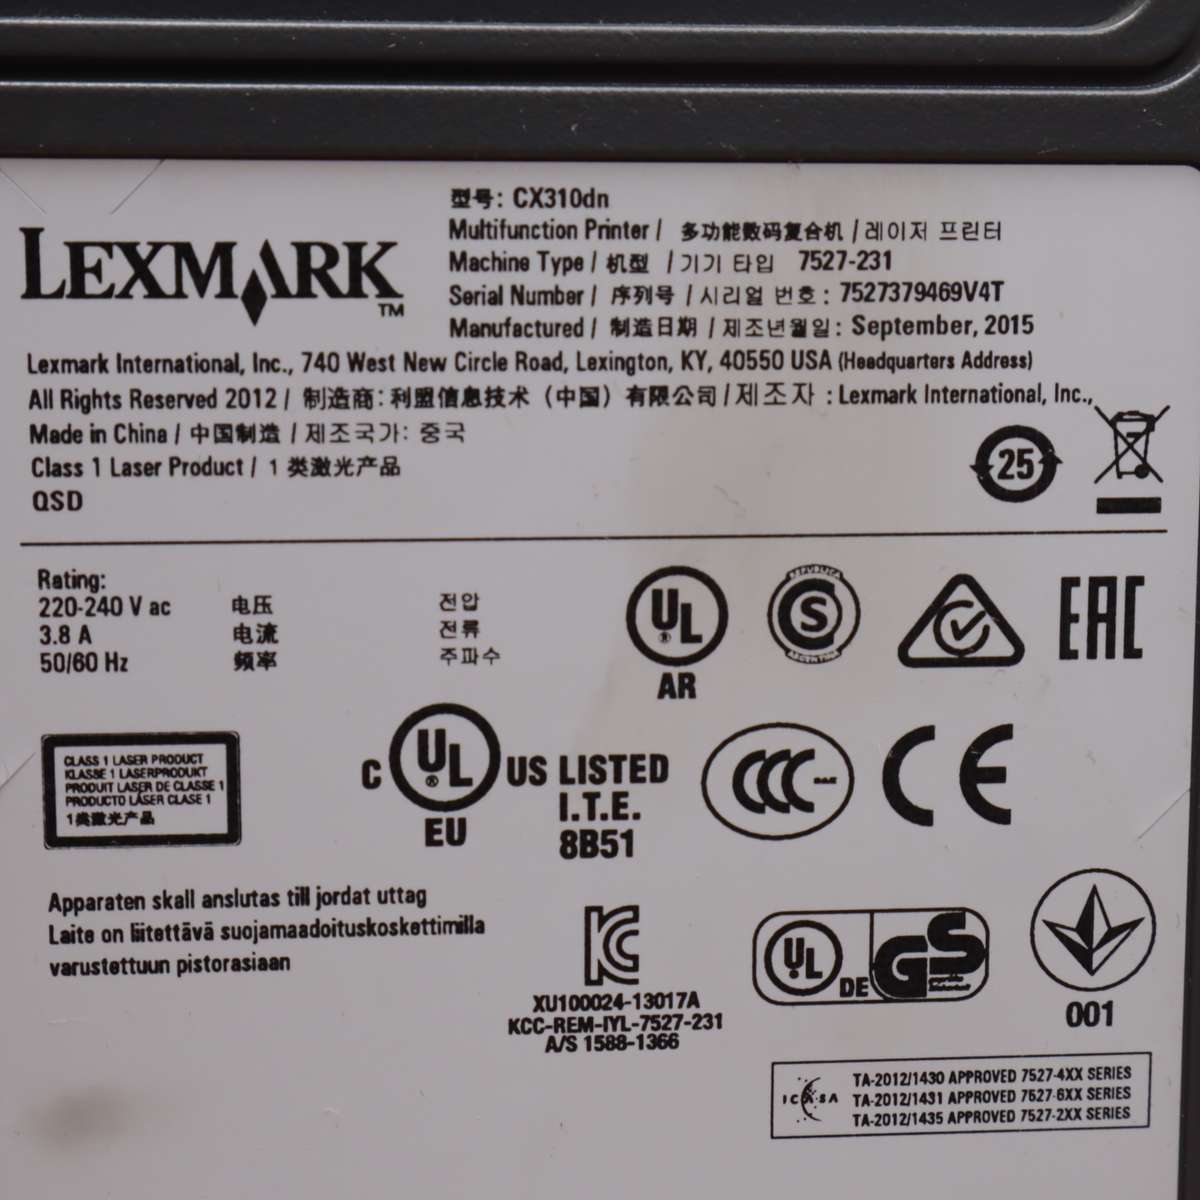 LEXMARK™
型号: CX310dn
Multifunction Printer / 多功能数码复合机 / 레이저 프린터
Machine Type / 机型 / 기기 타입 7527-231
Serial Number / 序列号 / 시리얼 번호: 7527379469V4T
Manufactured / 制造日期 / 제조년월일: September, 2015
Lexmark International, Inc., 740 West New Circle Road, Lexington, KY, 40550 USA (Headquarters Address)
All Rights Reserved 2012 / 制造商: 利盟信息技术 (中国) 有限公司 / 제조자 : Lexmark International, Inc.,
Made in China / 中国制造 / 제조국가: 중국
Class 1 Laser Product / 1 类激光产品
QSD
25
Rating:
220-240 V ac 电压 전압
3.8 A 电流 전류
50/60 Hz 频率 주파수
UL ®
AR
REPUBLICA
S
ARGENTINA
EAC
CLASS 1 LASER PRODUCT
KLASSE 1 LASERPRODUKT
PRODUIT LASER DE CLASSE 1
PRODUCTO LÁSER CLASE 1
1类激光产品
C UL ® US LISTED
EU
I.T.E.
8B51
CCC
CE
Apparaten skall anslutas till jordat uttag
Laite on liitettävä suojamaadoituskoskettimilla
varustettuun pistorasiaan
KC
XU100024-13017A
KCC-REM-IYL-7527-231
A/S 1588-1366
UL DE GS
001
ICASA
TA-2012/1430 APPROVED 7527-4XX SERIES
TA-2012/1431 APPROVED 7527-6XX SERIES
TA-2012/1435 APPROVED 7527-2XX SERIES